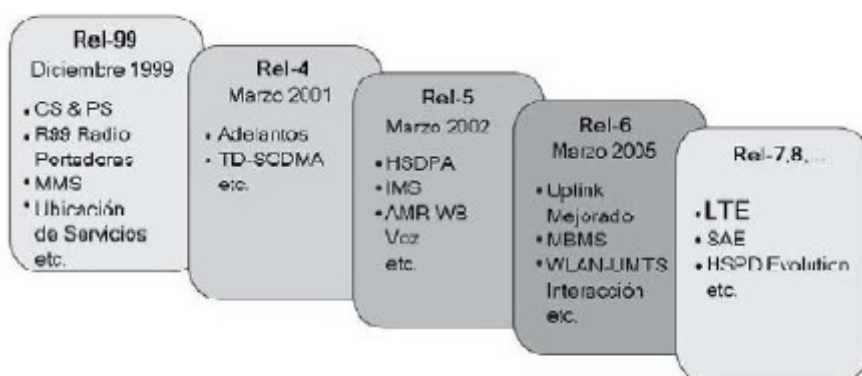 Rel-99
Diciembre 1999
• CS & PS
• R99 Radio
Portadoras
• MMS
• Ubicación
de Servicios
etc.
Rel-4
Marzo 2001
• Adelantos
• TD-SCDMA
etc.
Rel-5
Marzo 2002
• HSDPA
• IMS
• AMR WB
Voz
etc.
Rel-6
Marzo 2005
• Uplink
Mejorado
• MBMS
• WLAN-UMTS
Interacción
etc.
Rel-7,8,...
• LTE
• SAE
• Evolution
etc.